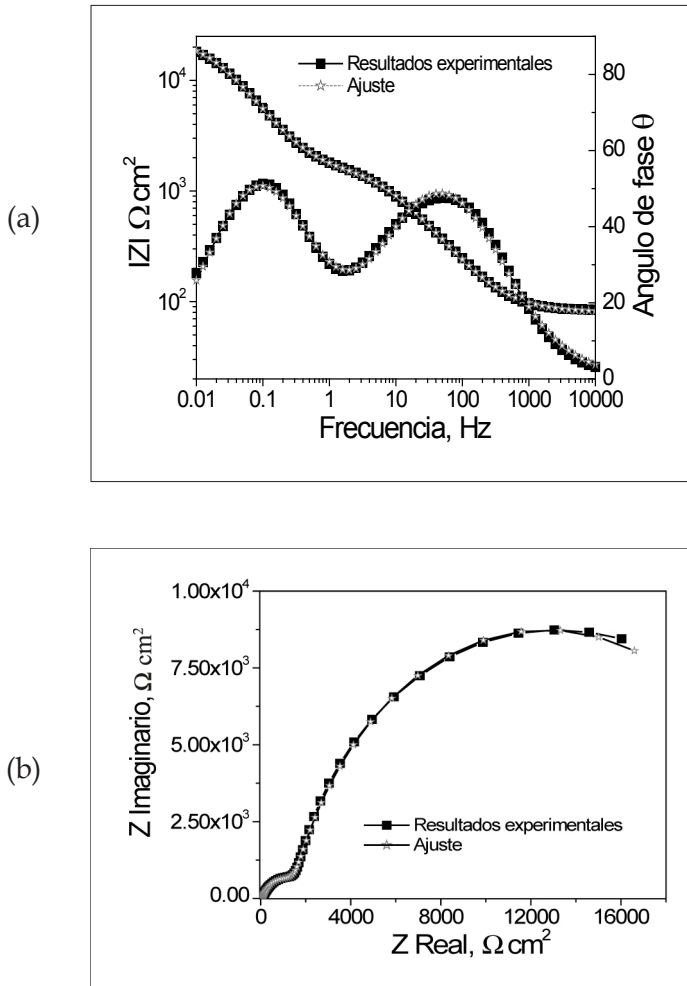 (a)
10⁴
10³
10²
|Z| Ω cm²
Resultados experimentales
Ajuste
80
60
40
20
0
Angulo de fase θ
0.01 0.1 1 10 100 1000 10000
Frecuencia, Hz
(b)
1.00x10⁴
7.50x10³
5.00x10³
2.50x10³
0.00
Z Imaginario, Ω cm²
Resultados experimentales
Ajuste
0 4000 8000 12000 16000
Z Real, Ω cm²